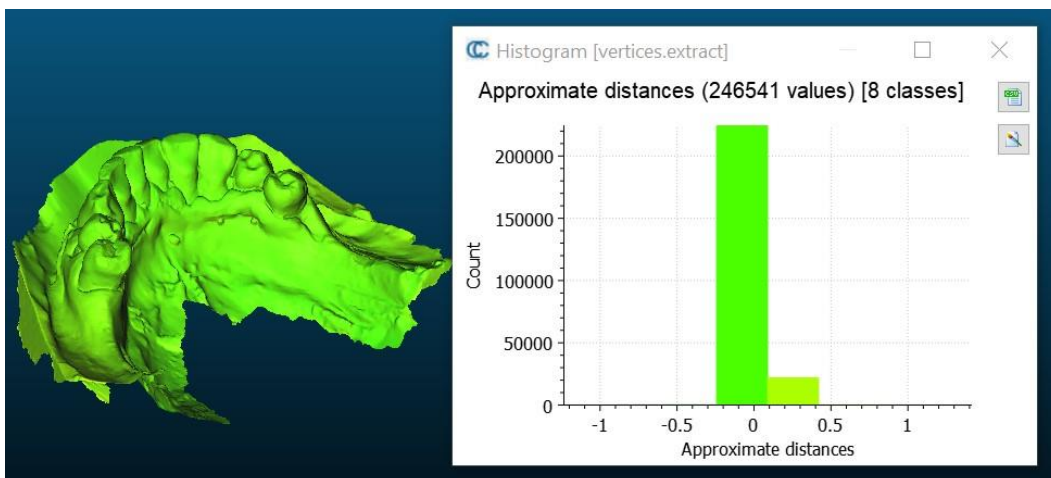 Histogram [vertices.extract]
Approximate distances (246541 values) [8 classes]
200000
150000
100000
50000
0
Count
-1 -0.5 0 0.5 1
Approximate distances